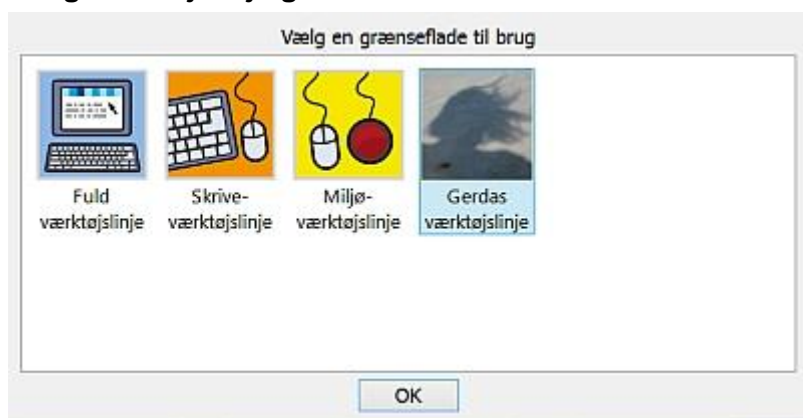 Vælg en grænseflade til brug
Fuld
værktøjslinje
Skrive-
værktøjslinje
Miljø-
værktøjslinje
Gerdas
værktøjslinje
OK